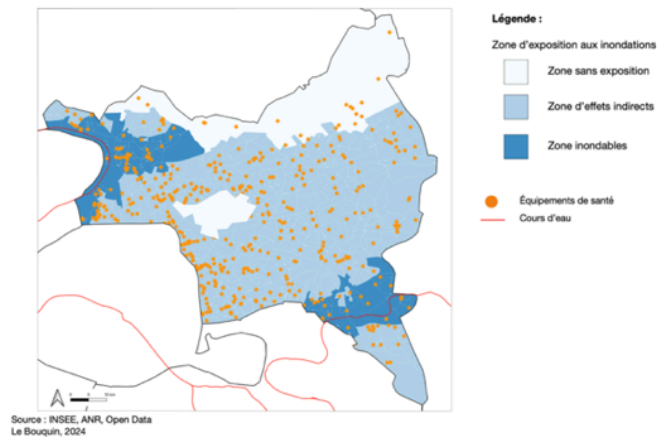 Légende :
Zone d'exposition aux inondations
Zone sans exposition
Zone d'effets indirects
Zone inondables
Équipements de santé
Cours d'eau
Source : INSEE, ANR, Open Data
Le Bouquin, 2024